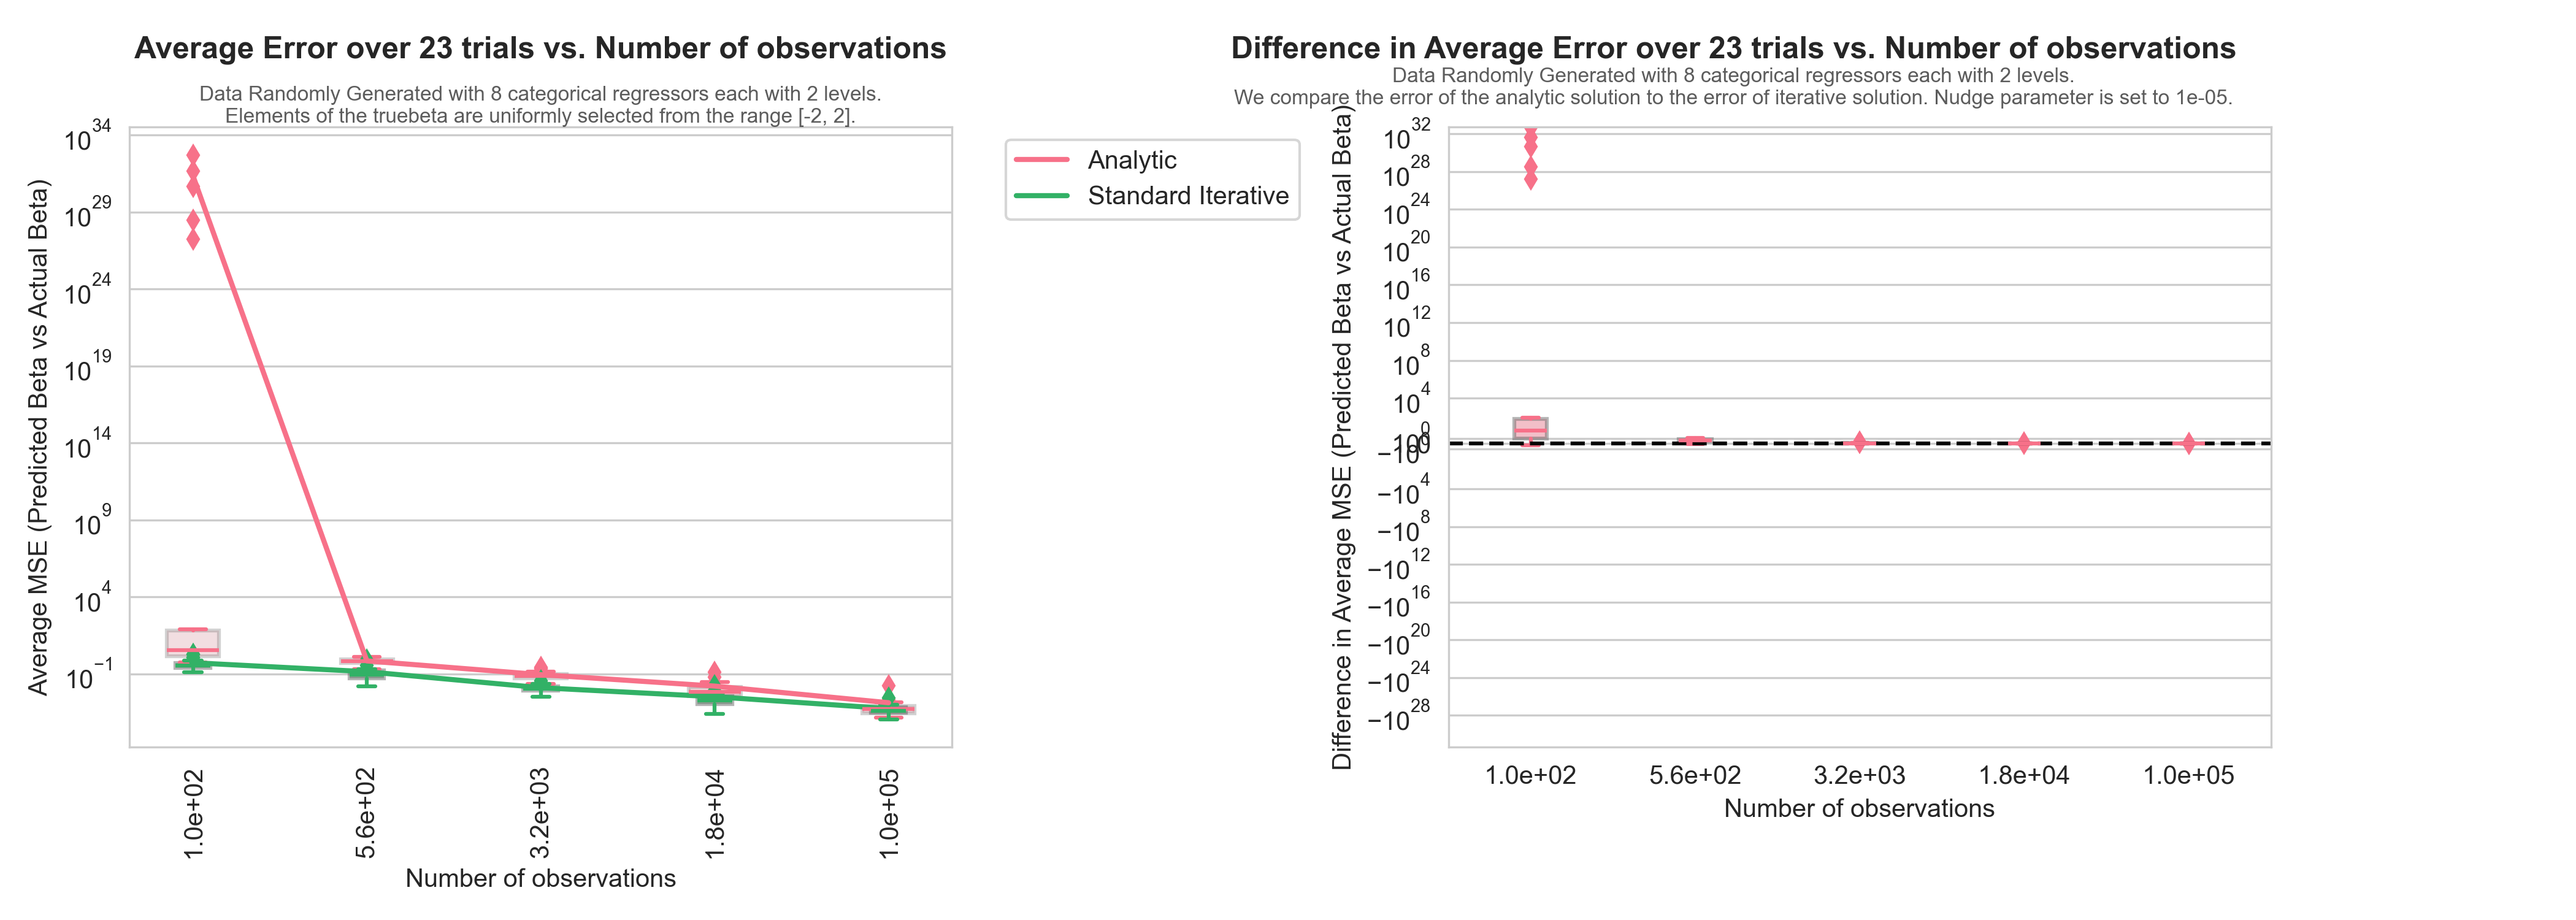 Average Error over 23 trials vs. Number of observations
Data Randomly Generated with 8 categorical regressors each with 2 levels.
Elements of the truebeta are uniformly selected from the range [-2, 2].
Average MSE (Predicted Beta vs Actual Beta)
10^34
10^29
10^24
10^19
10^14
10^9
10^4
10^−1
1.0e+02
5.6e+02
3.2e+03
1.8e+04
1.0e+05
Number of observations
Analytic
Standard Iterative
Difference in Average Error over 23 trials vs. Number of observations
Data Randomly Generated with 8 categorical regressors each with 2 levels.
We compare the error of the analytic solution to the error of iterative solution. Nudge parameter is set to 1e-05.
Difference in Average MSE (Predicted Beta vs Actual Beta)
10^32
10^28
10^24
10^20
10^16
10^12
10^8
10^4
10^0
0
−10^0
−10^4
−10^8
−10^12
−10^16
−10^20
−10^24
−10^28
1.0e+02
5.6e+02
3.2e+03
1.8e+04
1.0e+05
Number of observations